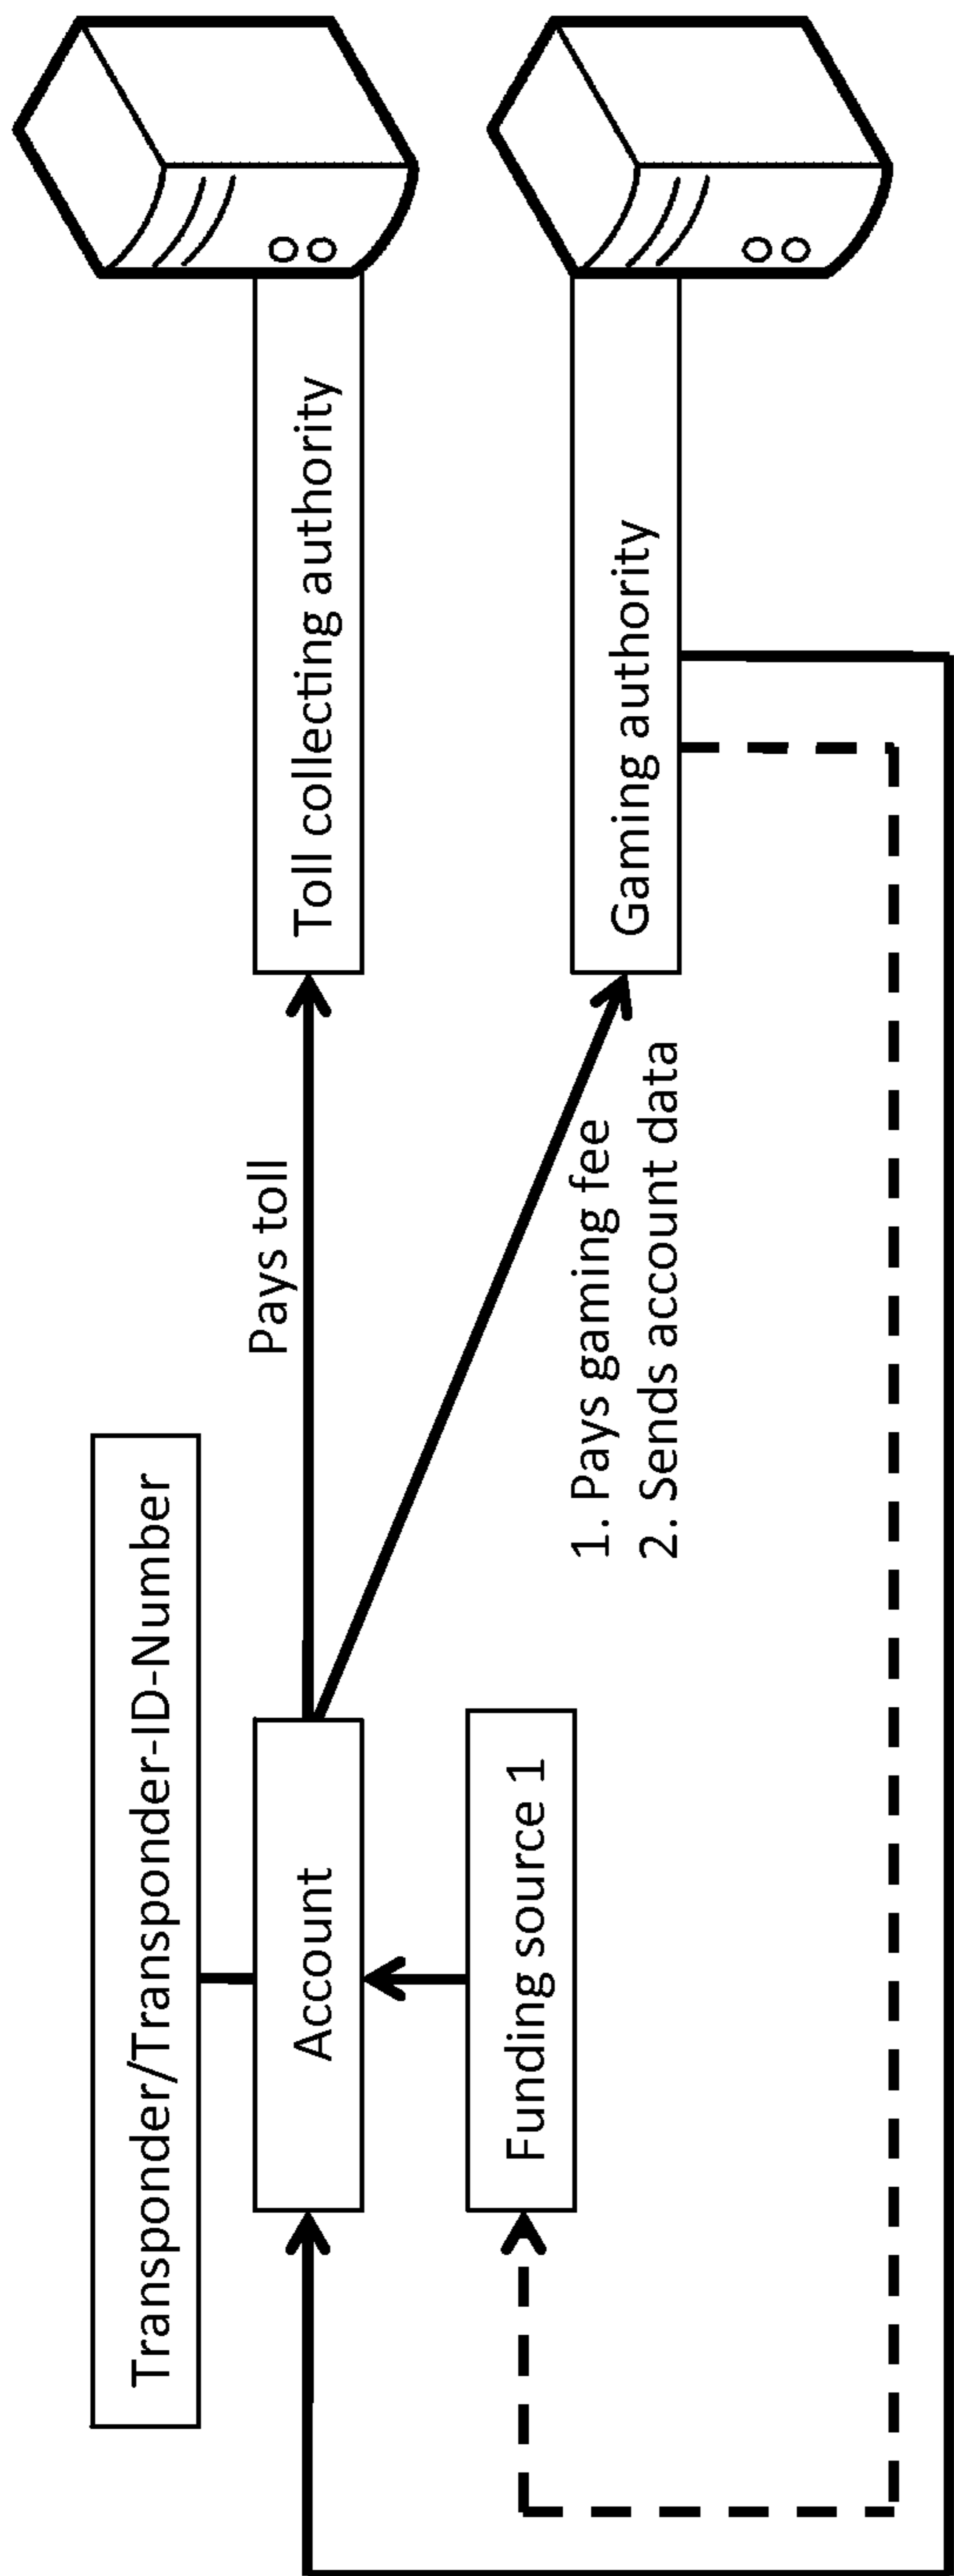 Transponder/Transponder-ID-Number
Account
Pays toll
Toll collecting authority
Funding source 1
1. Pays gaming fee
2. Sends account data
Gaming authority